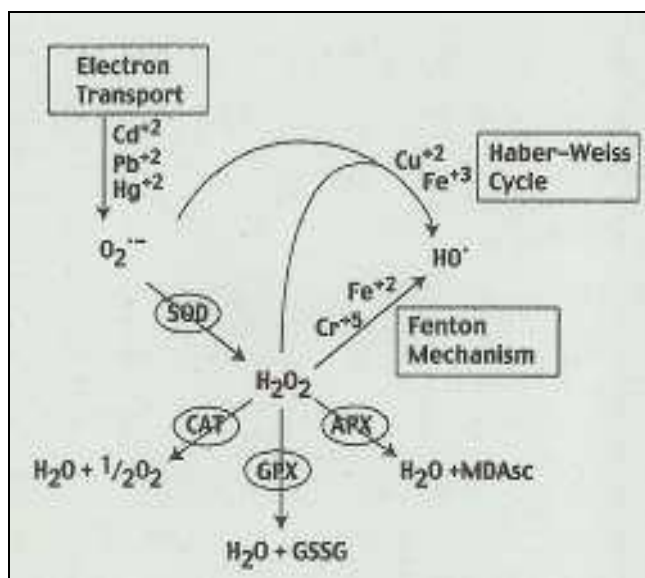 Electron
Transport
Cd+2
Pb+2
Hg+2
Cu+2
Fe+3
Haber-Weiss
Cycle
O2·−
HO·
SOD
Fe+2
Cr+5
Fenton
Mechanism
H2O2
CAT
APX
GPX
H2O + 1/2O2
H2O +MDAsc
H2O + GSSG